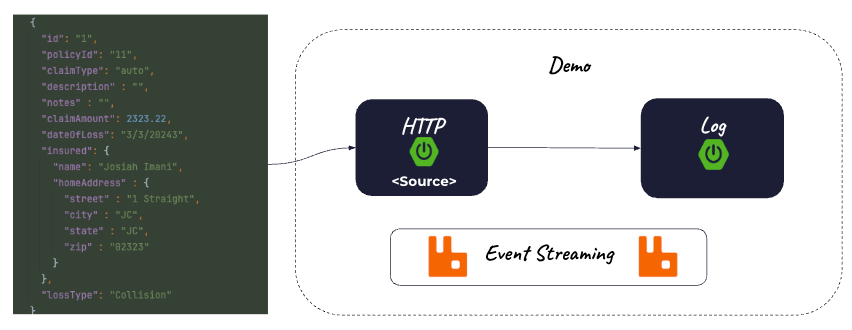 {
"id": "1",
"policyId": "11",
"claimType": "auto",
"description" : "",
"notes" : "",
"claimAmount": 2323.22,
"dateOfLoss": "3/3/20243",
"insured": {
"name": "Josiah Imani",
"homeAddress" : {
"street" : "1 Straight",
"city" : "JC",
"state" : "JC",
"zip" : "02323"
}
},
"lossType": "Collision"
}
Demo
HTTP
<Source>
Log
Event Streaming